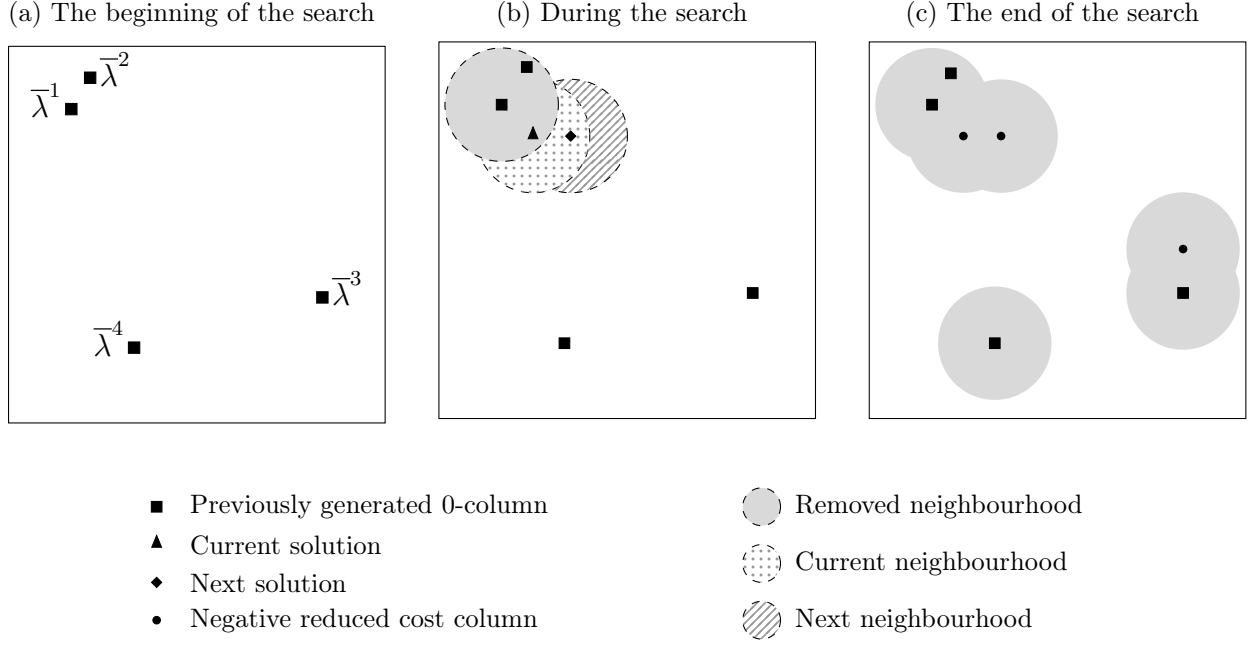 (a) The beginning of the search
(b) During the search
(c) The end of the search
λ̅²
λ̅¹
λ̅³
λ̅⁴
Previously generated 0-column
Current solution
Next solution
Negative reduced cost column
Removed neighbourhood
Current neighbourhood
Next neighbourhood